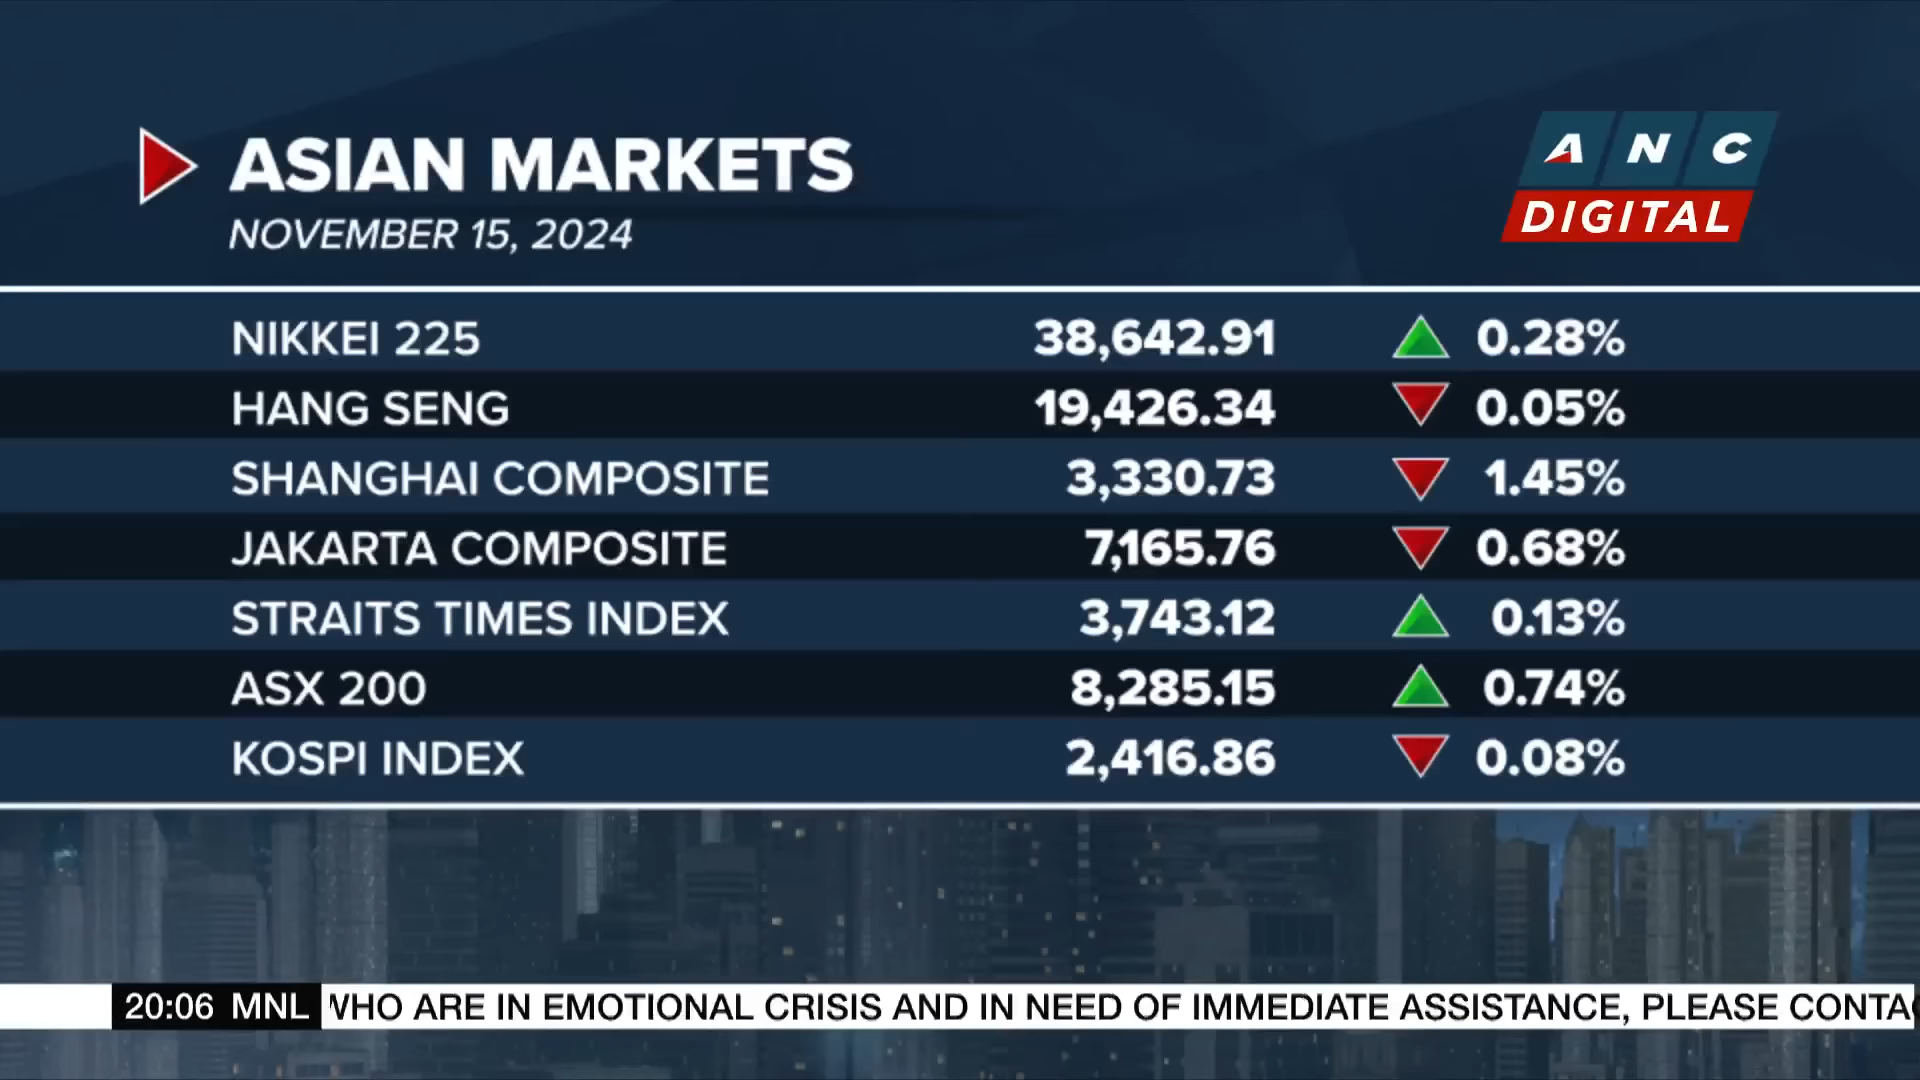 ASIAN MARKETS
NOVEMBER 15, 2024
ANC
DIGITAL
NIKKEI 225 38,642.91 0.28%
HANG SENG 19,426.34 0.05%
SHANGHAI COMPOSITE 3,330.73 1.45%
JAKARTA COMPOSITE 7,165.76 0.68%
STRAITS TIMES INDEX 3,743.12 0.13%
ASX 200 8,285.15 0.74%
KOSPI INDEX 2,416.86 0.08%
20:06 MNL WHO ARE IN EMOTIONAL CRISIS AND IN NEED OF IMMEDIATE ASSISTANCE, PLEASE CONTA